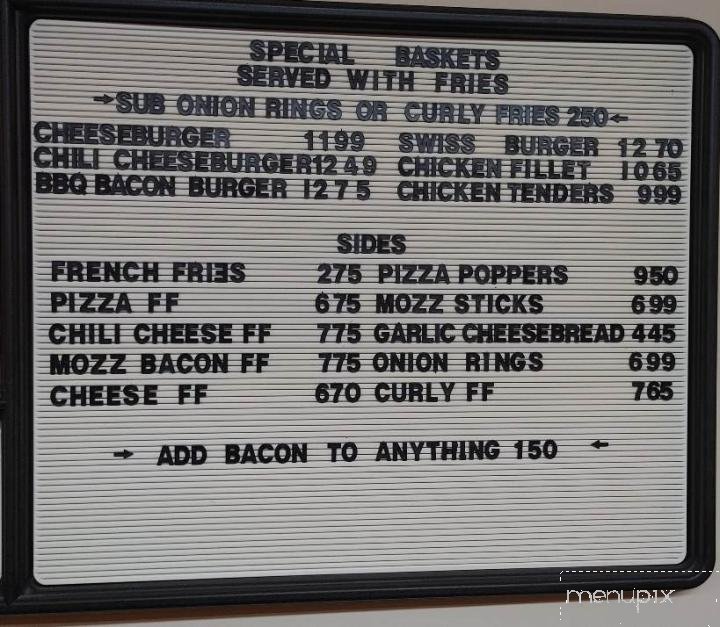 SPECIAL BASKETS
SERVED WITH FRIES
→SUB ONION RINGS OR CURLY FRIES 250←
CHEESEBURGER 1199 SWISS BURGER 1270
CHILI CHEESEBURGER 1249 CHICKEN FILLET 1065
BBQ BACON BURGER 1275 CHICKEN TENDERS 999
SIDES
FRENCH FRIES 275 PIZZA POPPERS 950
PIZZA FF 675 MOZZ STICKS 699
CHILI CHEESE FF 775 GARLIC CHEESEBREAD 445
MOZZ BACON FF 775 ONION RINGS 699
CHEESE FF 670 CURLY FF 765
→ ADD BACON TO ANYTHING 150 ←
menupix